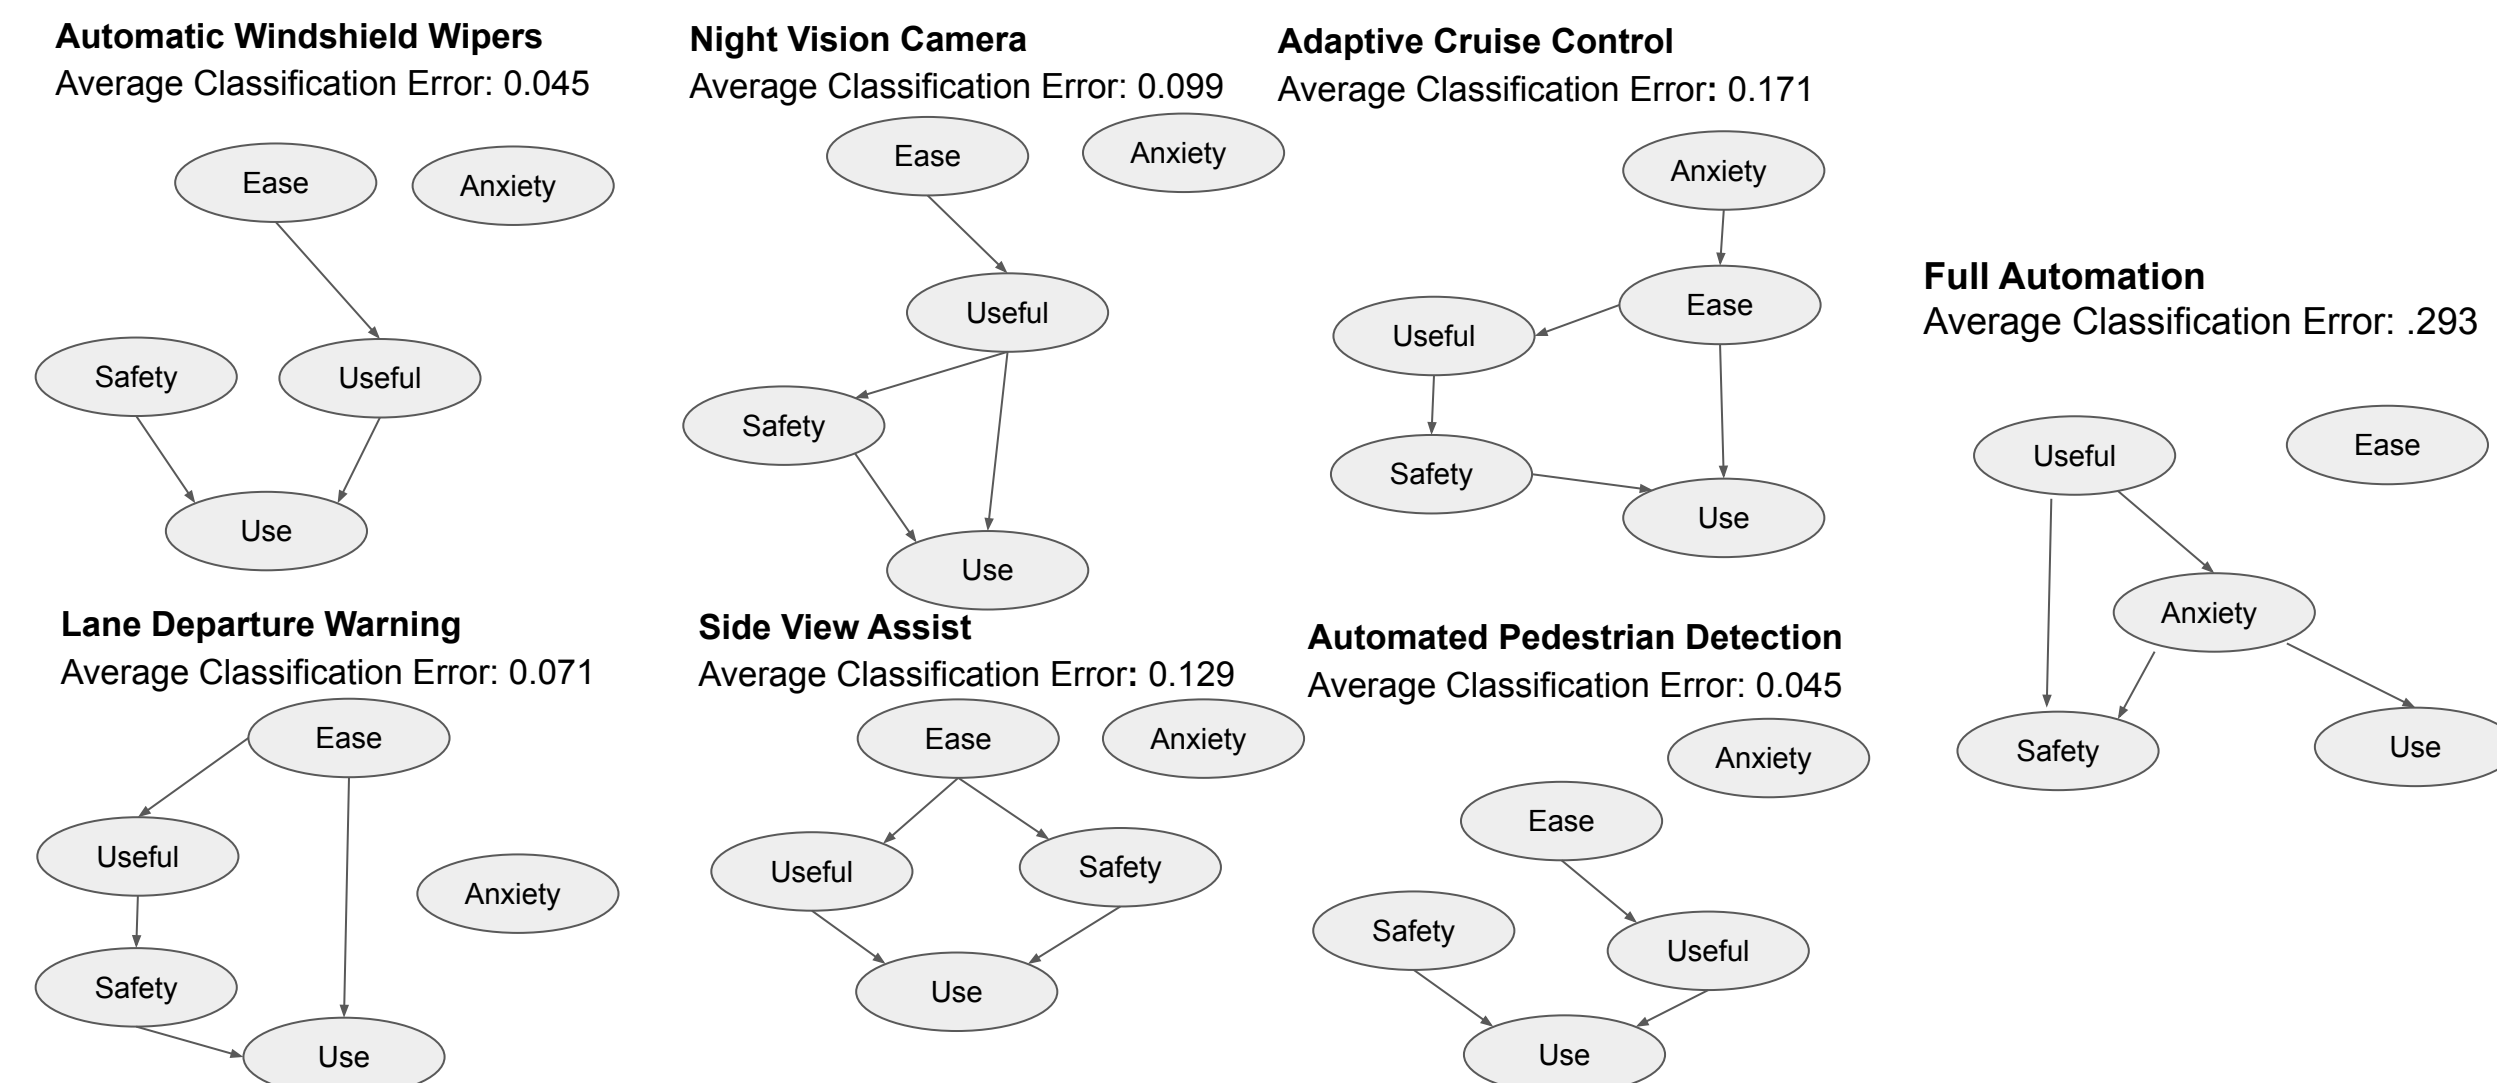 Automatic Windshield Wipers
Average Classification Error: 0.045
Ease
Anxiety
Safety
Useful
Use
Night Vision Camera
Average Classification Error: 0.099
Ease
Anxiety
Useful
Safety
Use
Adaptive Cruise Control
Average Classification Error: 0.171
Anxiety
Ease
Useful
Safety
Use
Full Automation
Average Classification Error: .293
Useful
Ease
Anxiety
Safety
Use
Lane Departure Warning
Average Classification Error: 0.071
Ease
Useful
Anxiety
Safety
Use
Side View Assist
Average Classification Error: 0.129
Ease
Anxiety
Useful
Safety
Use
Automated Pedestrian Detection
Average Classification Error: 0.045
Anxiety
Ease
Safety
Useful
Use